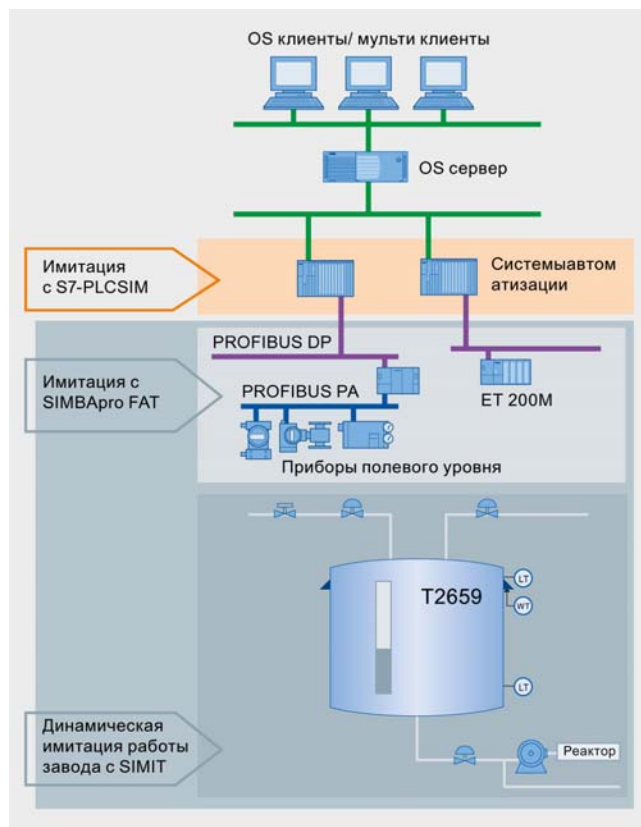 OS клиенты/ мульти клиенты
OS сервер
Имитация
с S7-PLCSIM
Системыавтом
атизации
PROFIBUS DP
Имитация с
SIMBApro FAT
PROFIBUS PA
ET 200M
Приборы полевого уровня
T2659
LT
WT
LT
Динамическая
имитация работы
завода с SIMIT
Реактор